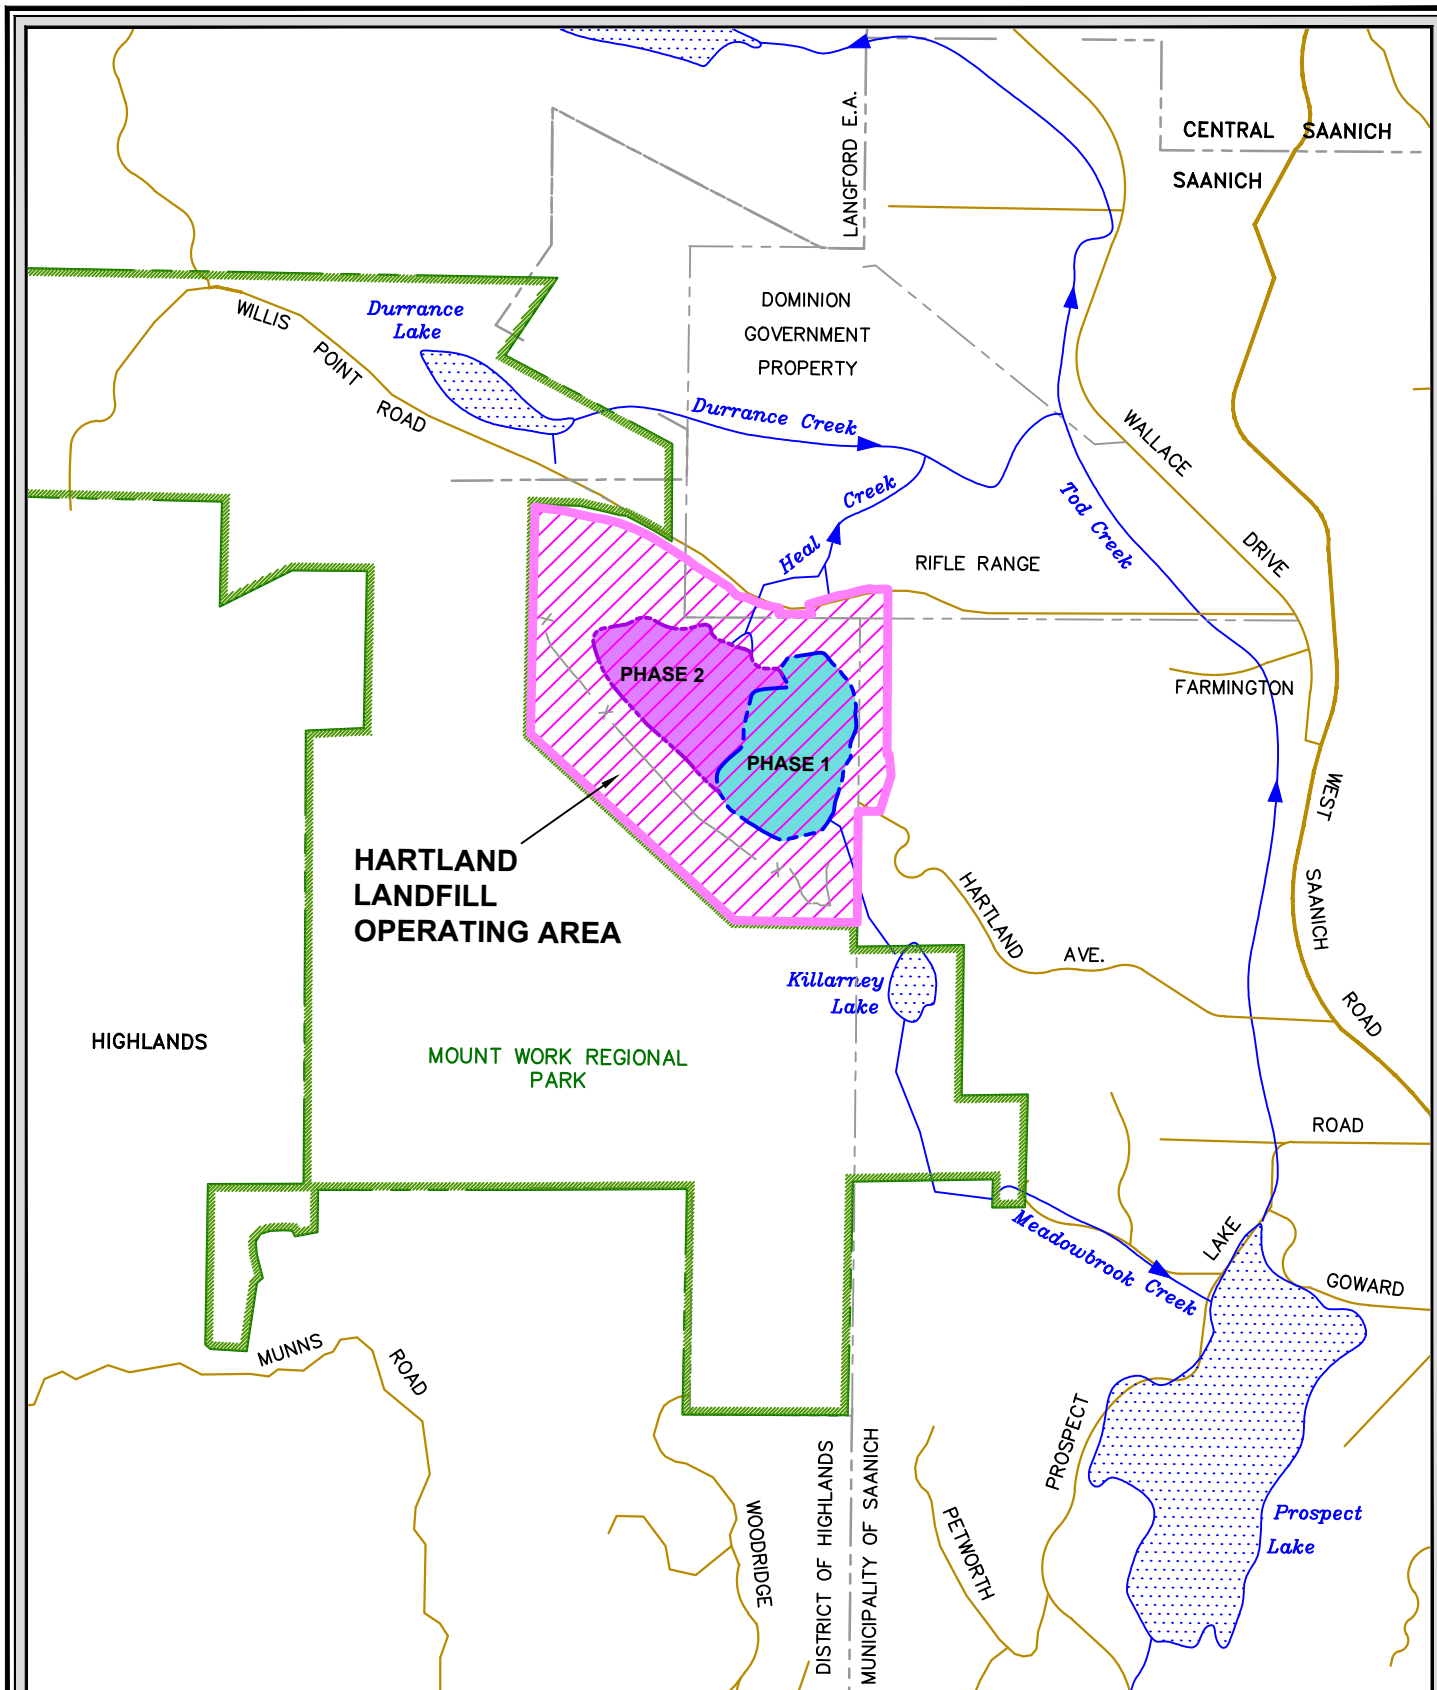 LANGFORD E.A.
CENTRAL SAANICH
SAANICH
DOMINION
GOVERNMENT
PROPERTY
Durrance
Lake
WILLIS
POINT
ROAD
Durrance Creek
WALLACE
DRIVE
Tod Creek
Heal
Creek
RIFLE RANGE
PHASE 2
PHASE 1
FARMINGTON
WEST
SAANICH
ROAD
HARTLAND
LANDFILL
OPERATING AREA
HARTLAND
AVE.
Killarney
Lake
HIGHLANDS
MOUNT WORK REGIONAL
PARK
ROAD
LAKE
GOWARD
Meadowbrook Creek
MUNNS
ROAD
PROSPECT
PETWORTH
WOODRIDGE
DISTRICT OF HIGHLANDS
MUNICIPALITY OF SAANICH
Prospect
Lake